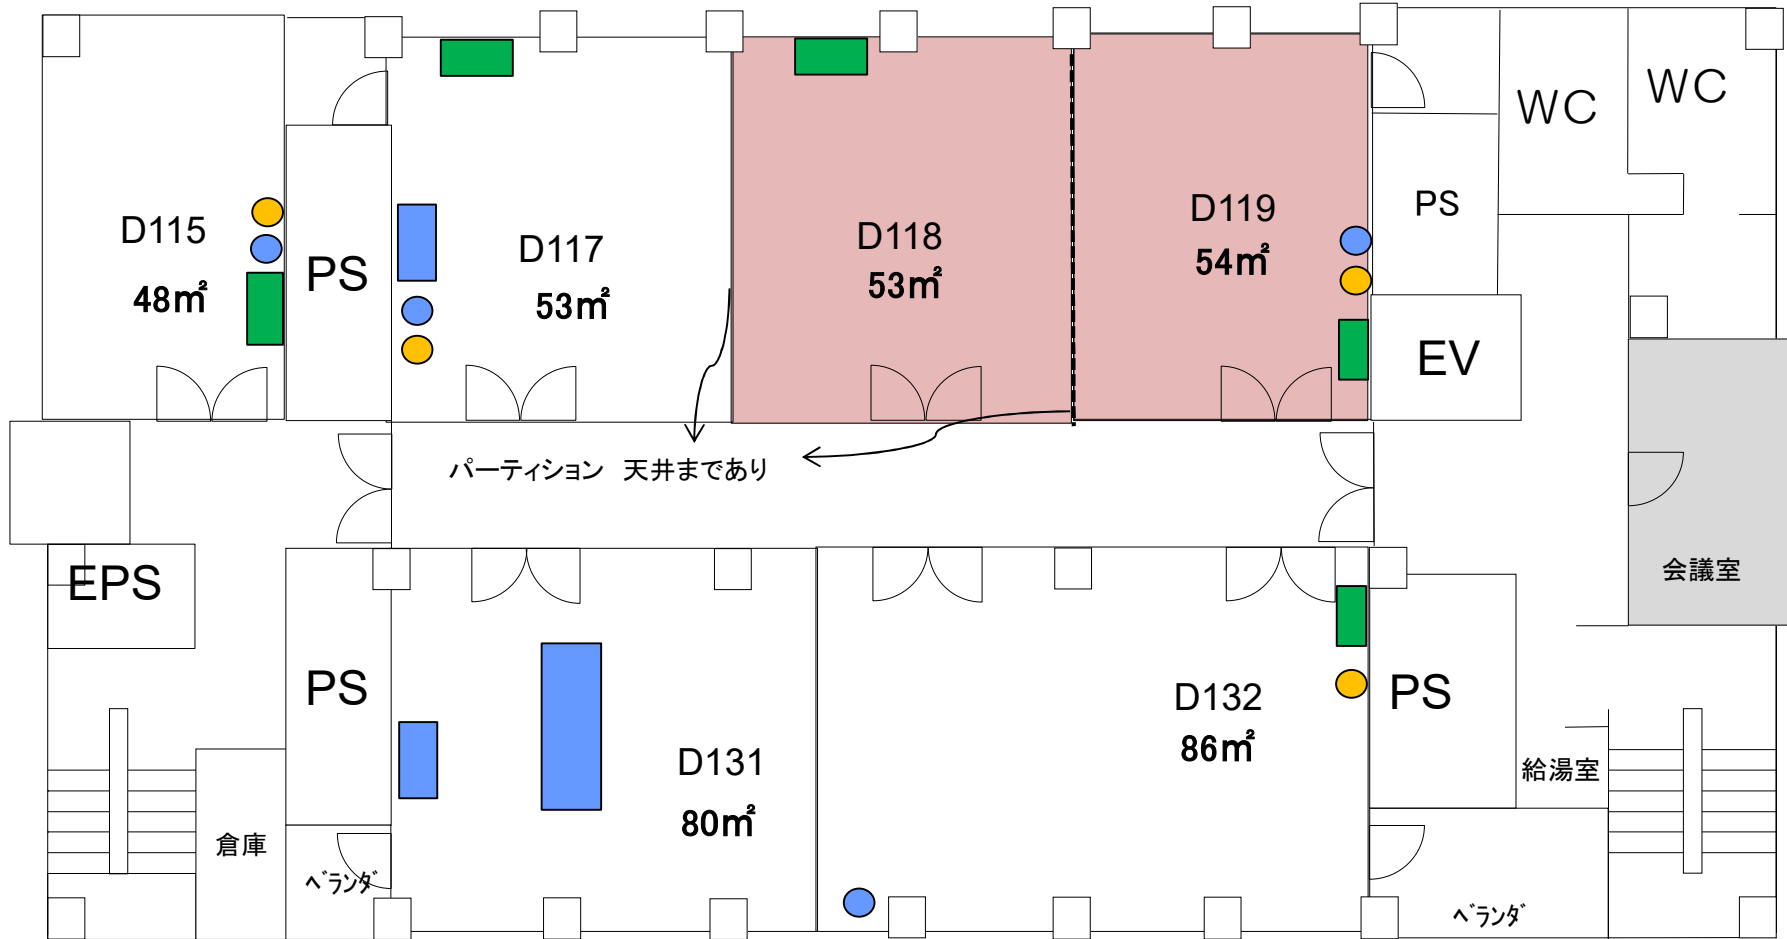 WC
WC
D115
48㎡
PS
D117
53㎡
D118
53㎡
D119
54㎡
PS
EV
パーティション 天井まであり
EPS
会議室
PS
D131
80㎡
D132
86㎡
PS
給湯室
倉庫
ベランダ
ベランダ